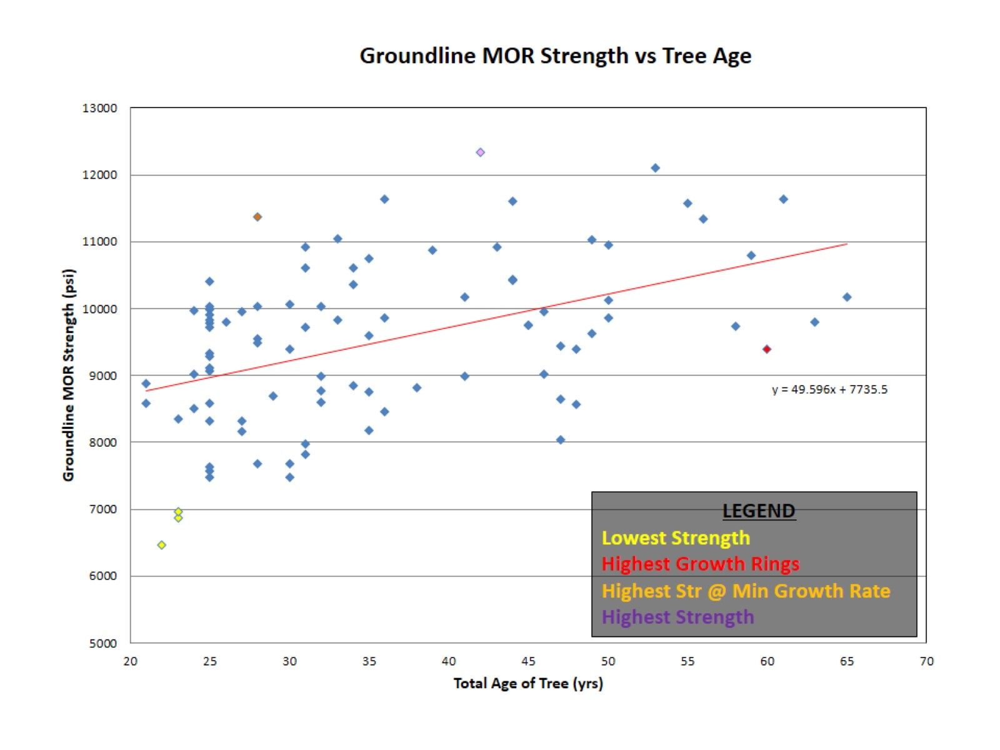 Groundline MOR Strength vs Tree Age
13000
12000
11000
10000
9000
8000
7000
6000
5000
Groundline MOR Strength (psi)
y = 49.596x + 7735.5
LEGEND
Lowest Strength
Highest Growth Rings
Highest Str @ Min Growth Rate
Highest Strength
20 25 30 35 40 45 50 55 60 65 70
Total Age of Tree (yrs)